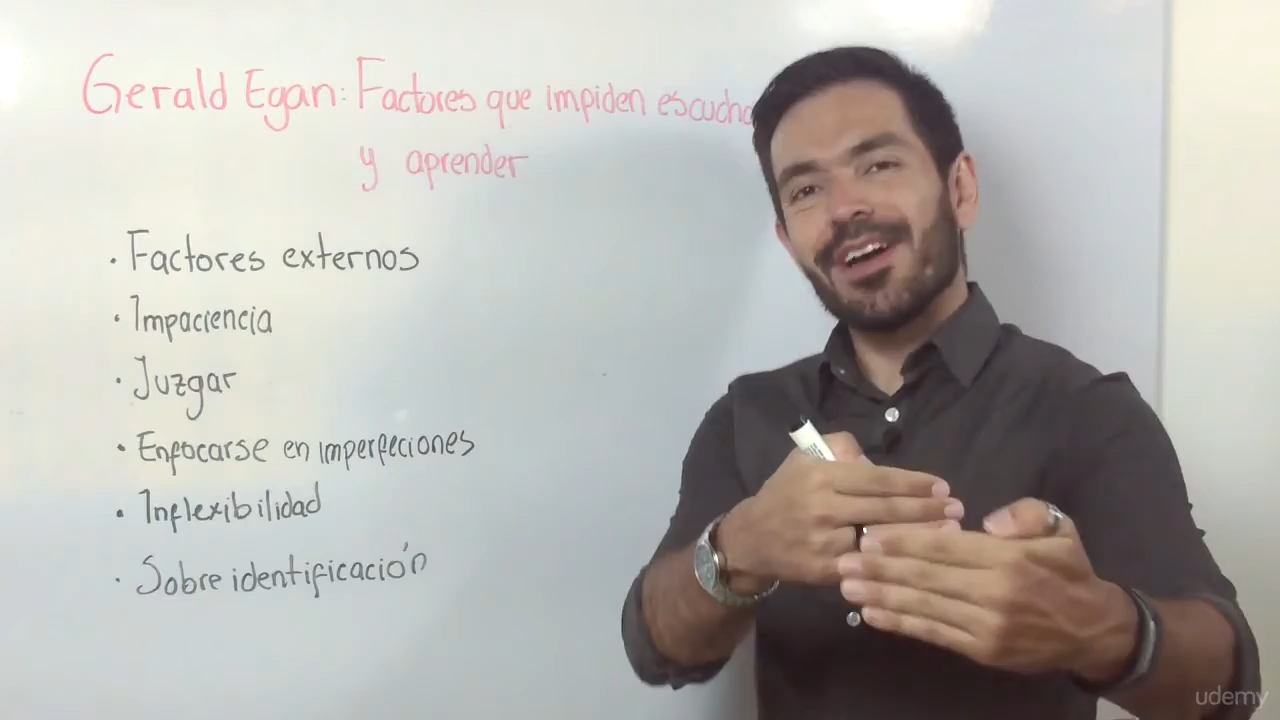 Gerald Egan: Factores que impiden escucha
y aprender
· Factores externos
· Impaciencia
· Juzgar
· Enfocarse en imperfeciones
· Inflexibilidad
· Sobre identificación
udemy